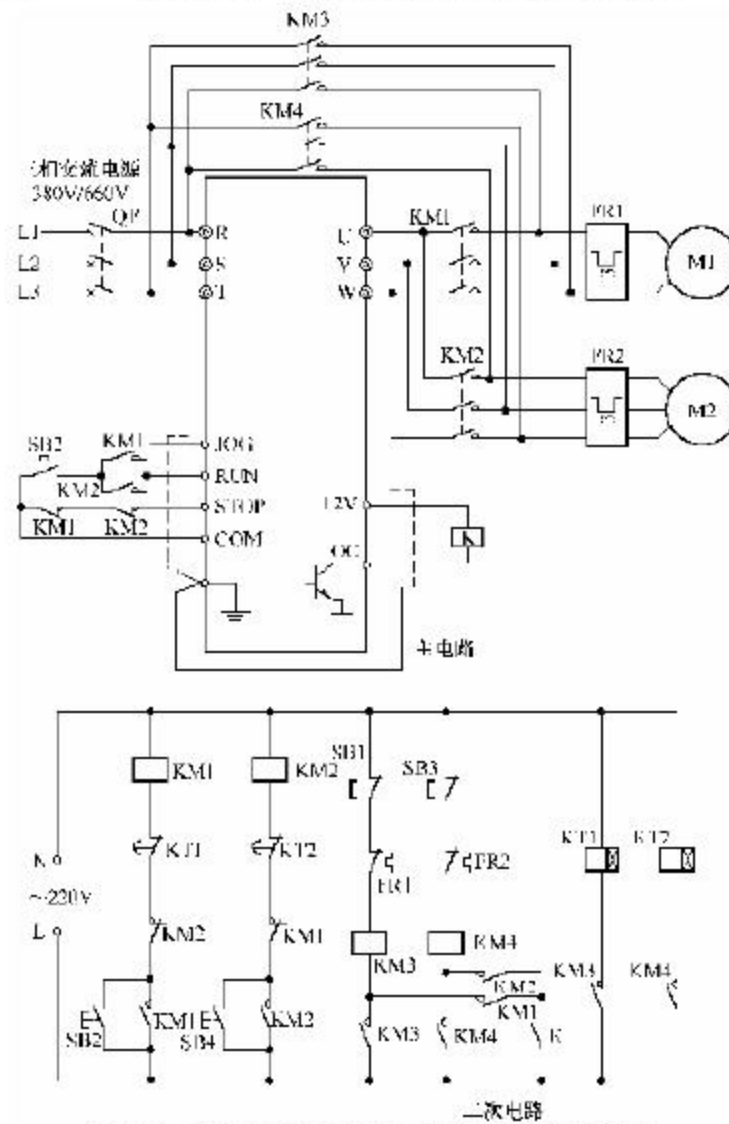 KM3
KM4
相交流电源
380V/660V
QF
L1
L2
L3
R
S
T
U
V
W
KM1
FR1
M1
KM2
FR2
M2
SB2
KM1
KM2
KM1
KM2
JOG
RUN
STOP
COM
12V
OC
K
主电路
SB1
SB3
KM1
KM2
KT1
KT2
FR1
FR2
KT1
KT2
N
~220V
L
KM2
KM1
KM3
KM4
KM2
KM1
KM3
KM4
SB2
KM1
SB4
KM2
KM3
KM4
K
二次电路